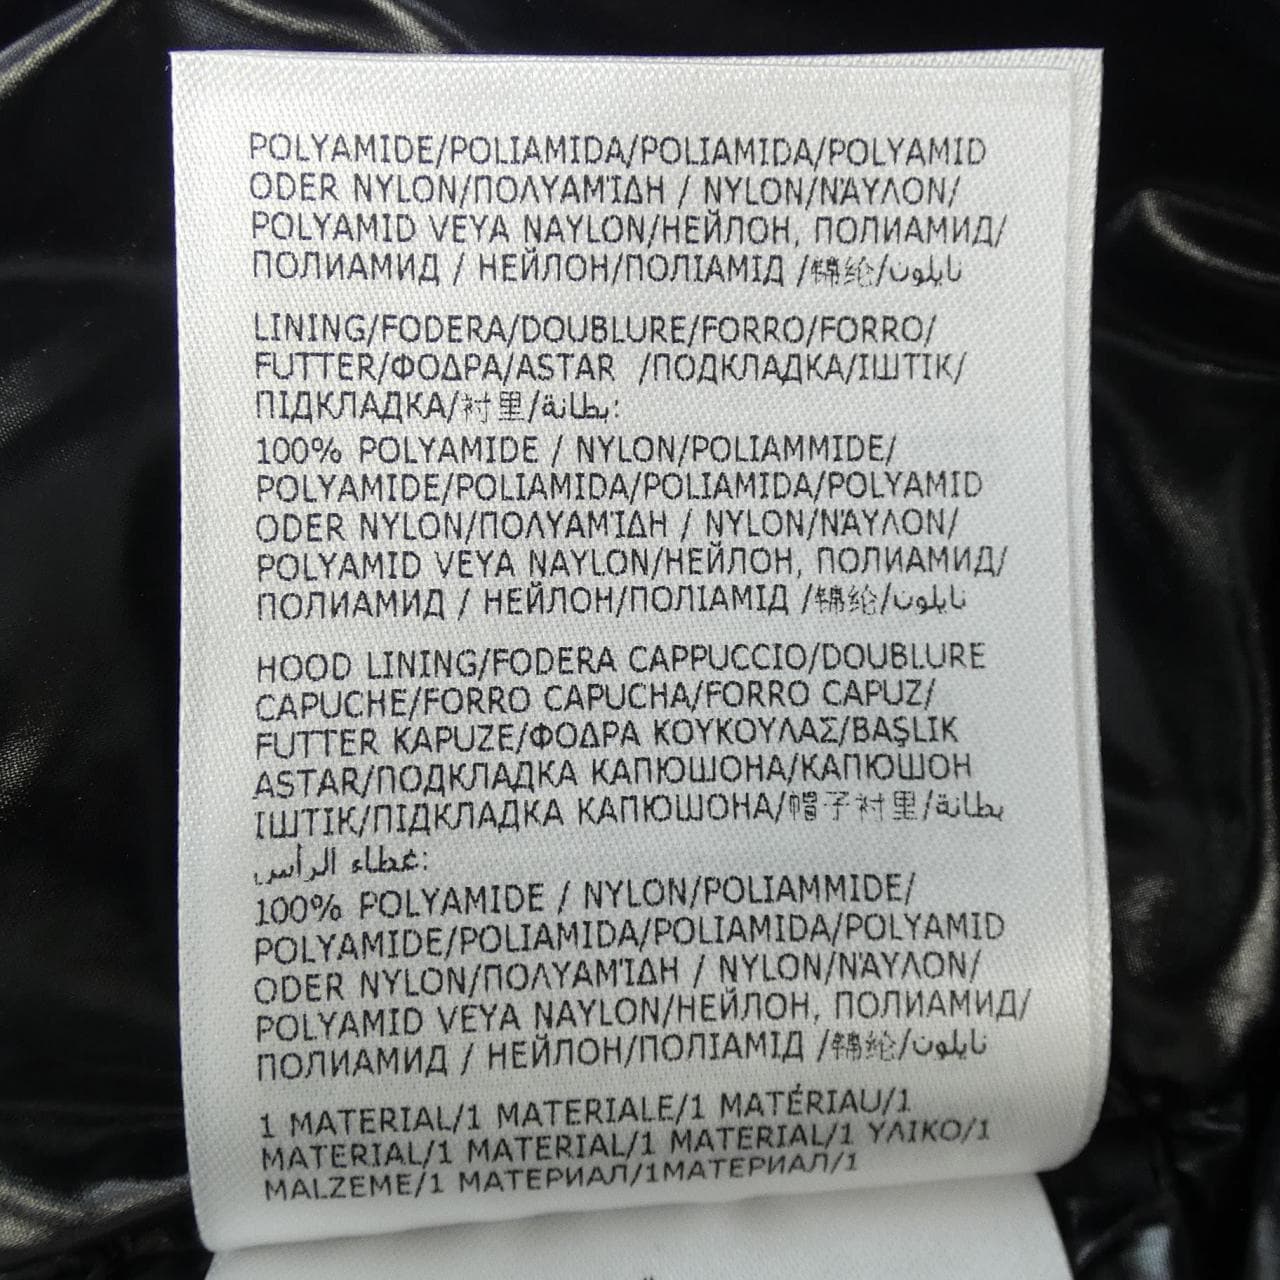 POLYAMIDE/POLIAMIDA/POLIAMIDA/POLYAMID
ODER NYLON/ΠΟΛΥΑΜΊΔΗ / NYLON/ΝΆΥΛΟΝ/
POLYAMID VEYA NAYLON/НЕЙЛОН, ПОЛИАМИД/
ПОЛИАМИД / НЕЙЛОН/ПОЛІАМІД /锦纶/نايلون
LINING/FODERA/DOUBLURE/FORRO/FORRO/
FUTTER/ΦΟΔΡΑ/ASTAR /ПОДКЛАДКА/ІШТІК/
ПІДКЛАДКА/衬里/بطانة:
100% POLYAMIDE / NYLON/POLIAMMIDE/
POLYAMIDE/POLIAMIDA/POLIAMIDA/POLYAMID
ODER NYLON/ΠΟΛΥΑΜΊΔΗ / NYLON/ΝΆΥΛΟΝ/
POLYAMID VEYA NAYLON/НЕЙЛОН, ПОЛИАМИД/
ПОЛИАМИД / НЕЙЛОН/ПОЛІАМІД /锦纶/نايلون
HOOD LINING/FODERA CAPPUCCIO/DOUBLURE
CAPUCHE/FORRO CAPUCHA/FORRO CAPUZ/
FUTTER KAPUZE/ΦΟΔΡΑ ΚΟΥΚΟΥΛΑΣ/BAŞLIK
ASTAR/ПОДКЛАДКА КАПЮШОНА/КАПЮШОН
ІШТІК/ПІДКЛАДКА КАПЮШОНА/帽子衬里/بطانة
غطاء الرأس:
100% POLYAMIDE / NYLON/POLIAMMIDE/
POLYAMIDE/POLIAMIDA/POLIAMIDA/POLYAMID
ODER NYLON/ΠΟΛΥΑΜΊΔΗ / NYLON/ΝΆΥΛΟΝ/
POLYAMID VEYA NAYLON/НЕЙЛОН, ПОЛИАМИД/
ПОЛИАМИД / НЕЙЛОН/ПОЛІАМІД /锦纶/نايلون
1 MATERIAL/1 MATERIALE/1 MATÉRIAU/1
MATERIAL/1 MATERIAL/1 MATERIAL/1 ΥΛΙΚΟ/1
MALZEME/1 МАТЕРИАЛ/1МАТЕРИАЛ/1